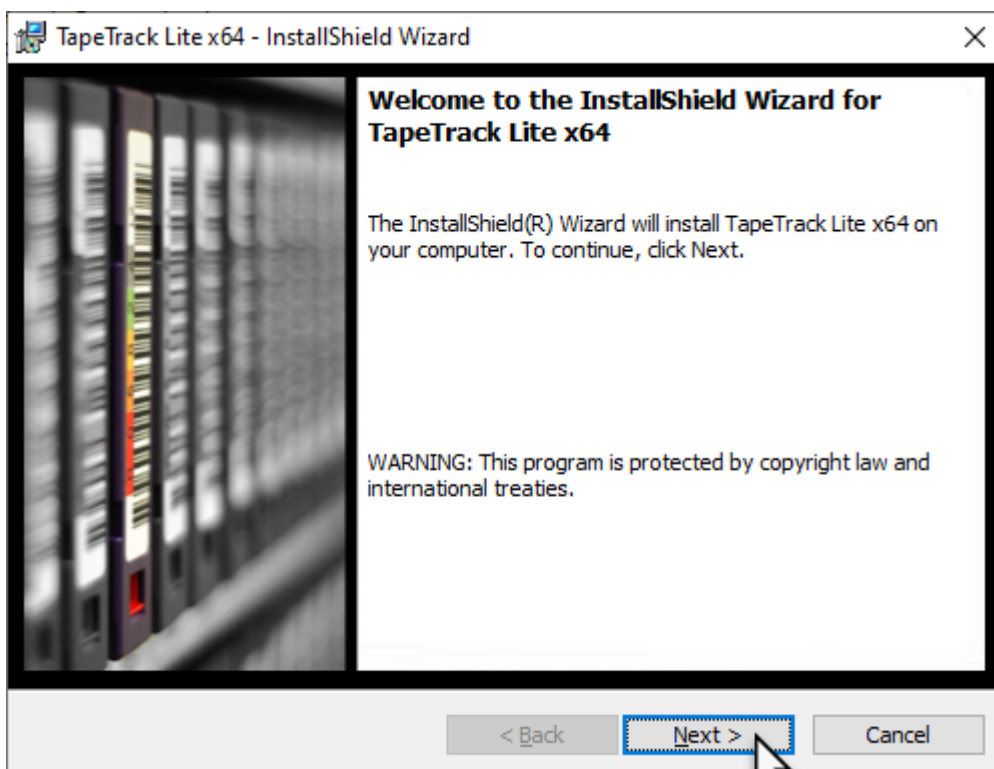 TapeTrack Lite x64 - InstallShield Wizard
Welcome to the InstallShield Wizard for
TapeTrack Lite x64
The InstallShield(R) Wizard will install TapeTrack Lite x64 on
your computer. To continue, click Next.
WARNING: This program is protected by copyright law and
international treaties.
< Back
Next >
Cancel